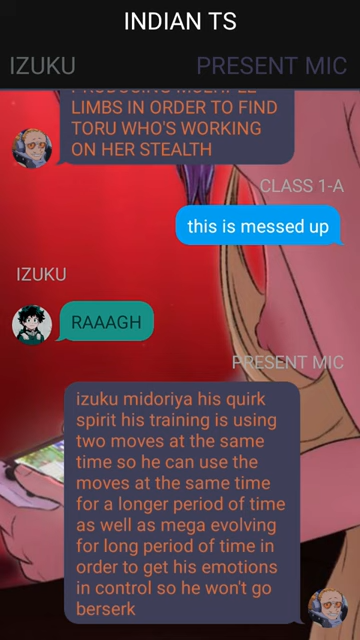 INDIAN TS
IZUKU PRESENT MIC
LIMBS IN ORDER TO FIND
TORU WHO'S WORKING
ON HER STEALTH
CLASS 1-A
this is messed up
IZUKU
RAAAGH
PRESENT MIC
izuku midoriya his quirk
spirit his training is using
two moves at the same
time so he can use the
moves at the same time
for a longer period of time
as well as mega evolving
for long period of time in
order to get his emotions
in control so he won't go
berserk